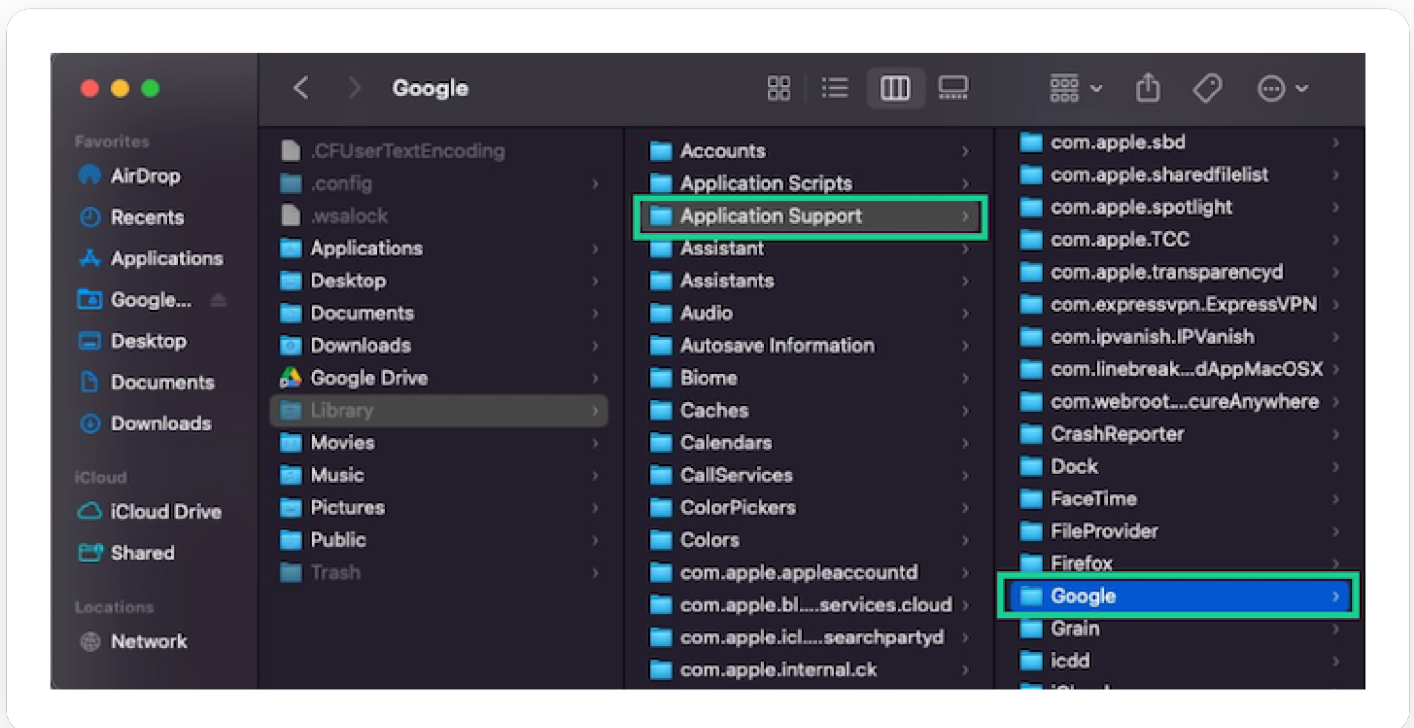 Google
Favorites
AirDrop
Recents
Applications
Google...
Desktop
Documents
Downloads
iCloud
iCloud Drive
Shared
Locations
Network
.CFUserTextEncoding
.config
.wsalock
Applications
Desktop
Documents
Downloads
Google Drive
Library
Movies
Music
Pictures
Public
Trash
Accounts
Application Scripts
Application Support
Assistant
Assistants
Audio
Autosave Information
Biome
Caches
Calendars
CallServices
ColorPickers
Colors
com.apple.appleaccountd
com.apple.bl....services.cloud
com.apple.icl....searchpartyd
com.apple.internal.ck
com.apple.sbd
com.apple.sharedfilelist
com.apple.spotlight
com.apple.TCC
com.apple.transparencyd
com.expressvpn.ExpressVPN
com.ipvanish.IPVanish
com.linebreak...dAppMacOSX
com.webroot....cureAnywhere
CrashReporter
Dock
FaceTime
FileProvider
Firefox
Google
Grain
icdd